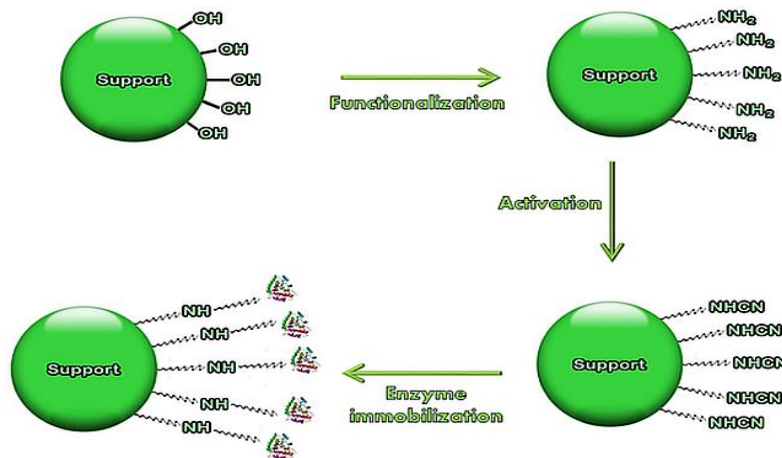 OH
OH
Support
OH
OH
OH
Functionalization
NH2
NH2
Support
NH2
NH2
NH2
Activation
NHCN
NHCN
Support
NHCN
NHCN
NHCN
Enzyme
immobilization
NH
NH
Support
NH
NH
NH